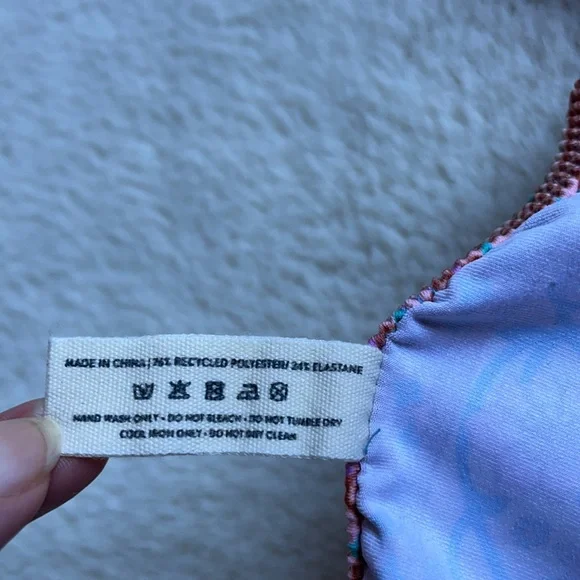 MADE IN CHINA | 76% RECYCLED POLYESTER/ 24% ELASTANE
HAND WASH ONLY • DO NOT BLEACH • DO NOT TUMBLE DRY
COOL IRON ONLY • DO NOT DRY CLEAN